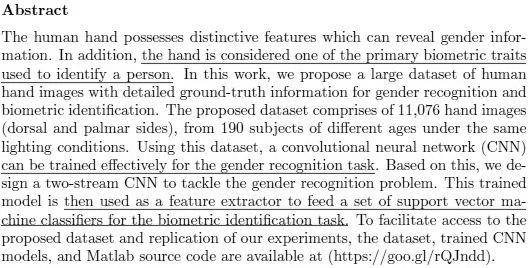 Abstract
The human hand possesses distinctive features which can reveal gender infor-
mation. In addition, the hand is considered one of the primary biometric traits
used to identify a person. In this work, we propose a large dataset of human
hand images with detailed ground-truth information for gender recognition and
biometric identification. The proposed dataset comprises of 11,076 hand images
(dorsal and palmar sides), from 190 subjects of different ages under the same
lighting conditions. Using this dataset, a convolutional neural network (CNN)
can be trained effectively for the gender recognition task. Based on this, we de-
sign a two-stream CNN to tackle the gender recognition problem. This trained
model is then used as a feature extractor to feed a set of support vector ma-
chine classifiers for the biometric identification task. To facilitate access to the
proposed dataset and replication of our experiments, the dataset, trained CNN
models, and Matlab source code are available at (https://goo.gl/rQJndd).